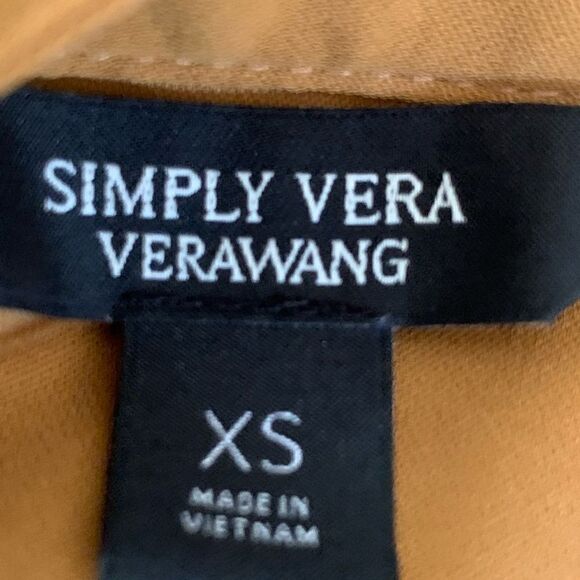 SIMPLY VERA
VERAWANG
XS
MADE IN
VIETNAM